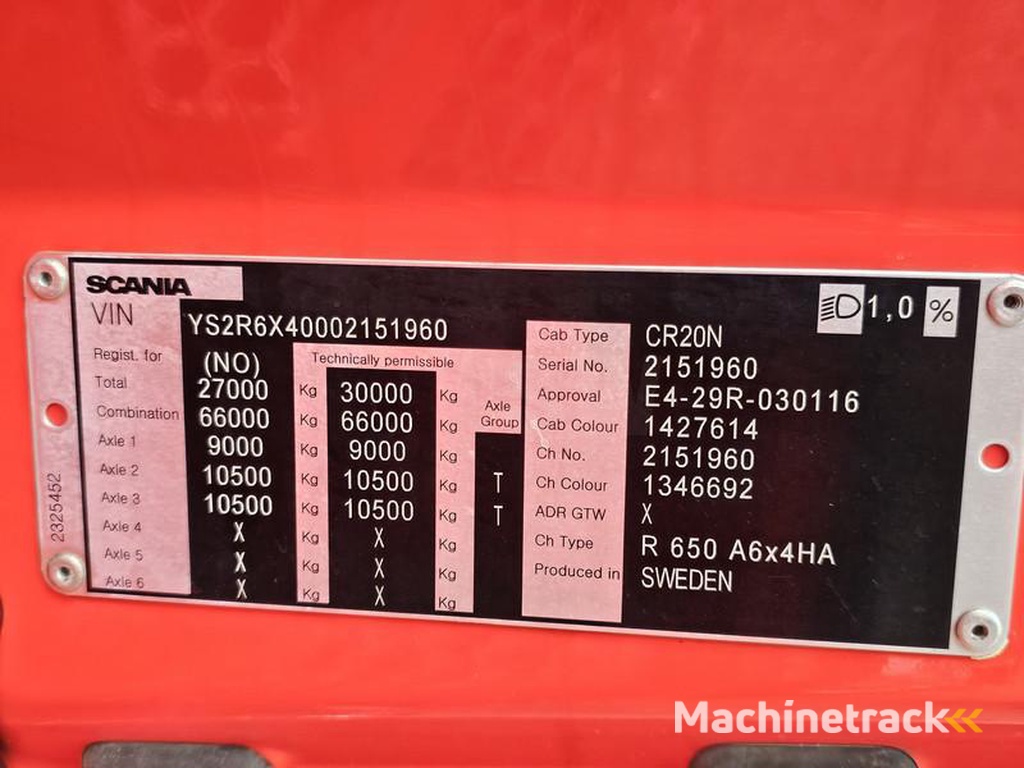 SCANIA
VIN YS2R6X40002151960
Regist. for (NO) Technically permissible
Total 27000 Kg 30000 Kg Axle Group
Combination 66000 Kg 66000 Kg
Axle 1 9000 Kg 9000 Kg
Axle 2 10500 Kg 10500 Kg T
Axle 3 10500 Kg 10500 Kg T
Axle 4 X Kg X Kg
Axle 5 X Kg X Kg
Axle 6 X Kg X Kg
2325452
1,0 %
Cab Type CR20N
Serial No. 2151960
Approval E4-29R-030116
Cab Colour 1427614
Ch No. 2151960
Ch Colour 1346692
ADR GTW X
Ch Type R 650 A6x4HA
Produced in SWEDEN
Machinetrack